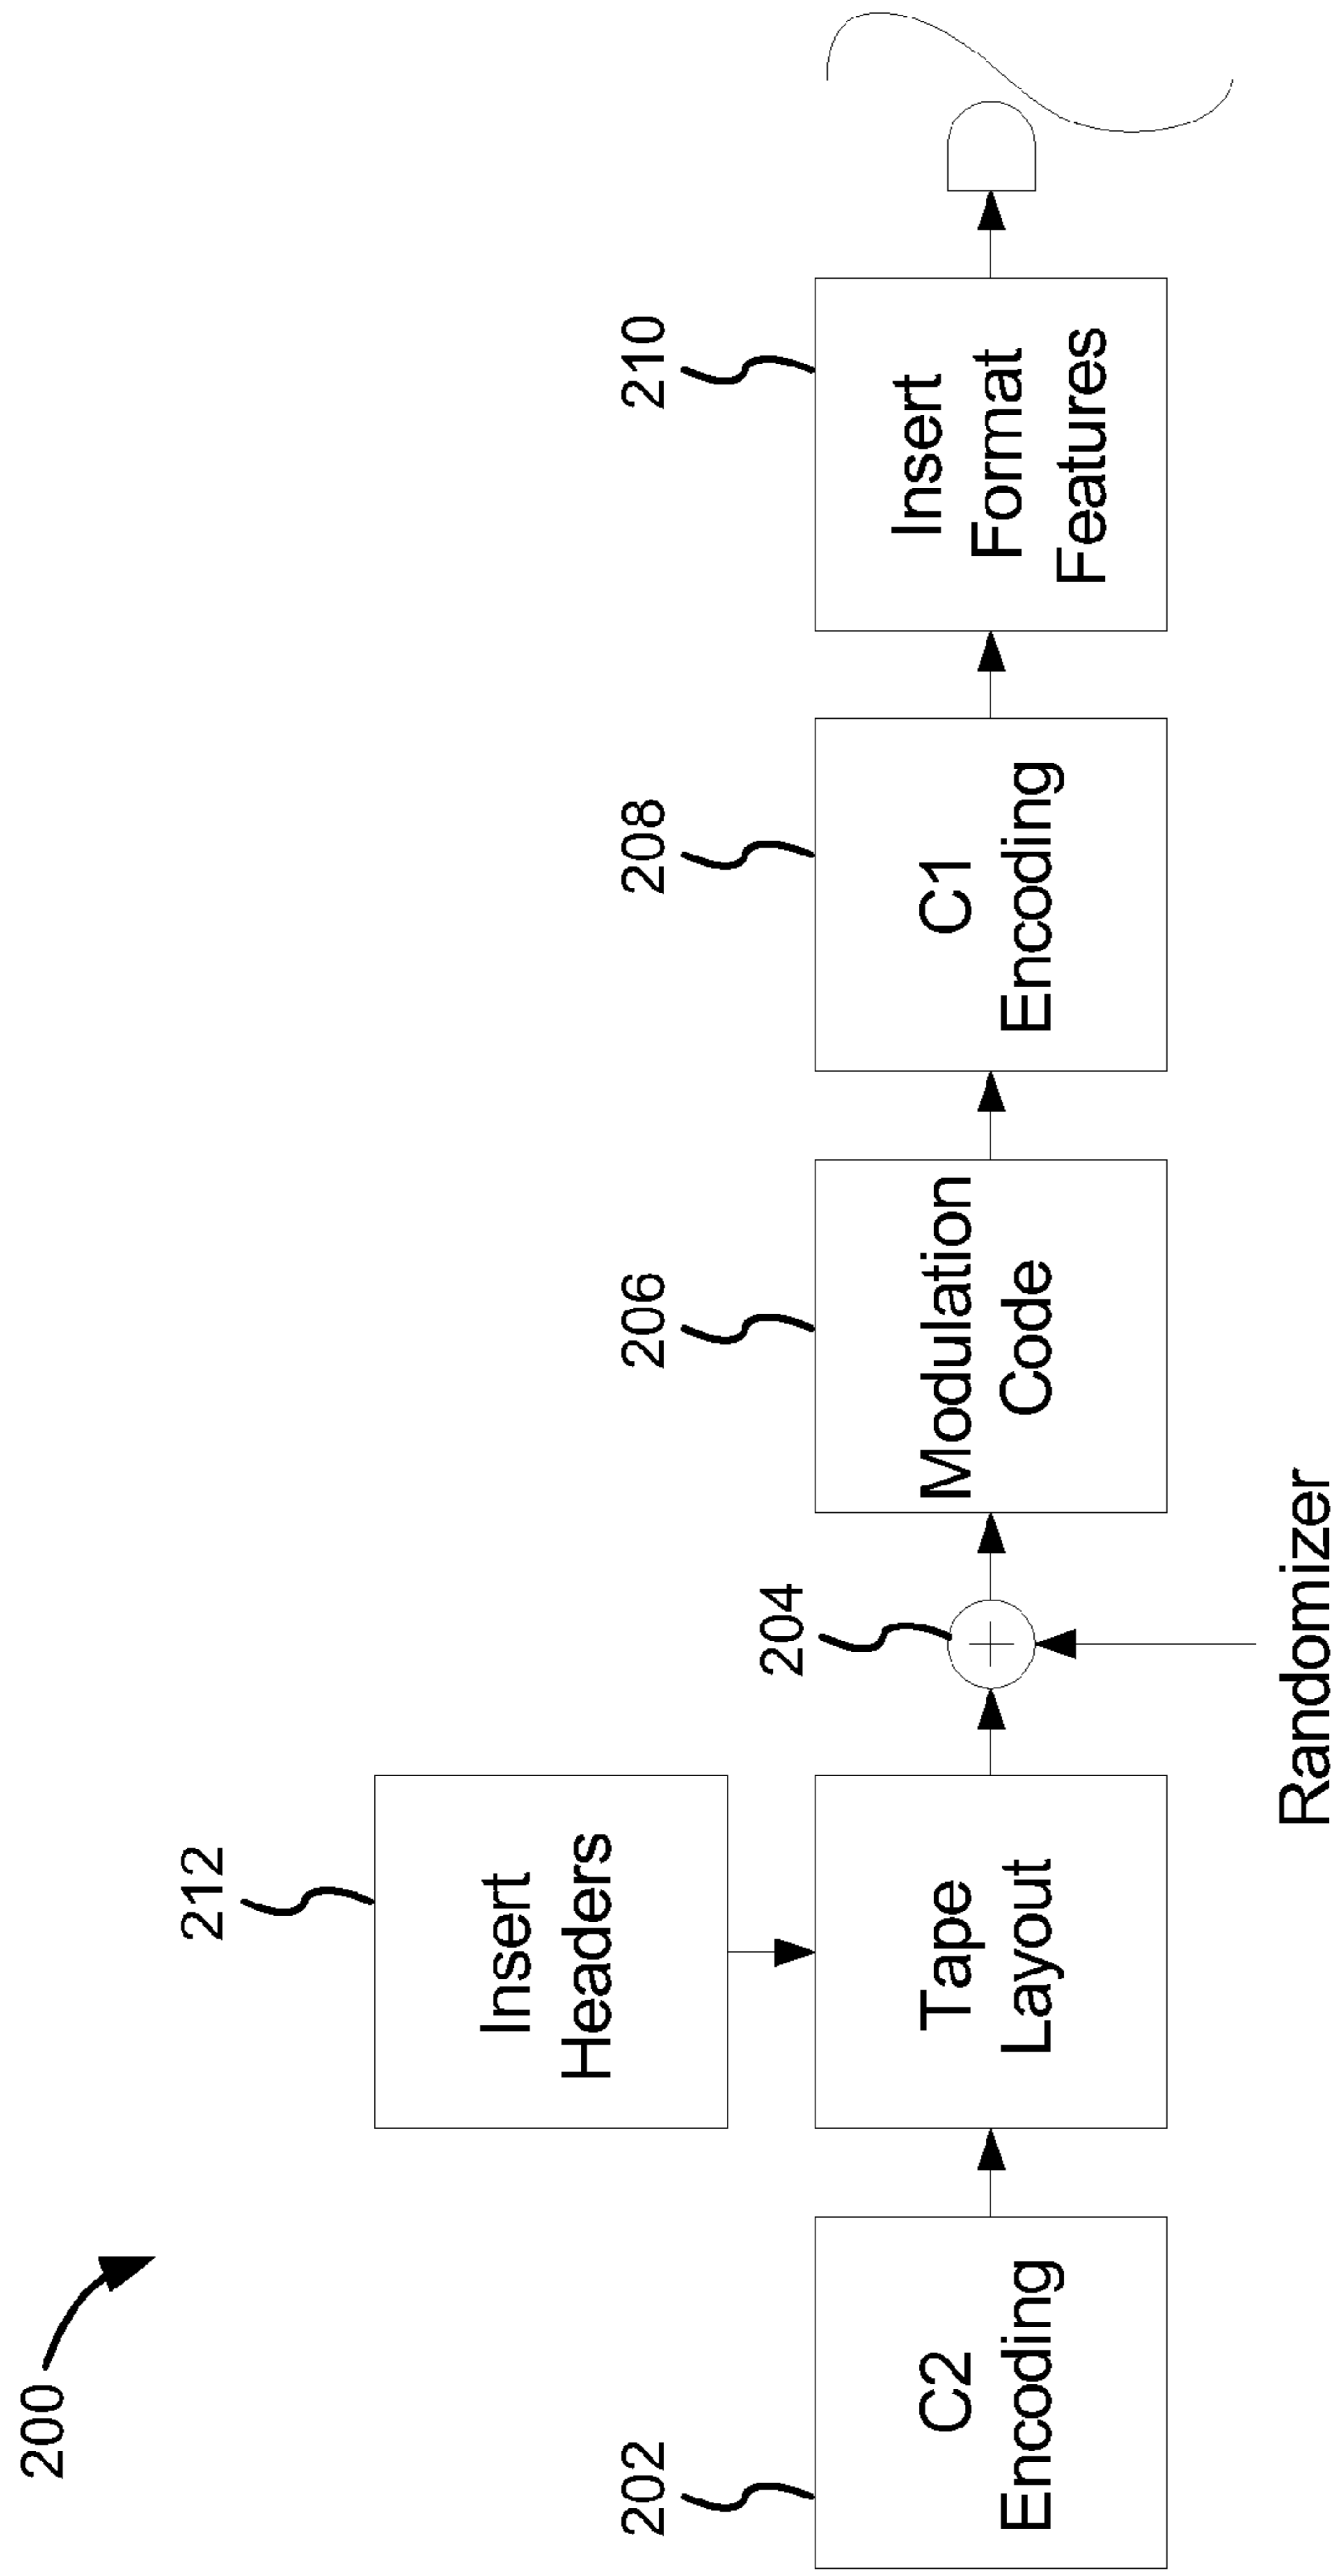 200
212
Insert
Headers
202
C2
Encoding
Tape
Layout
204
Randomizer
206
Modulation
Code
208
C1
Encoding
210
Insert
Format
Features